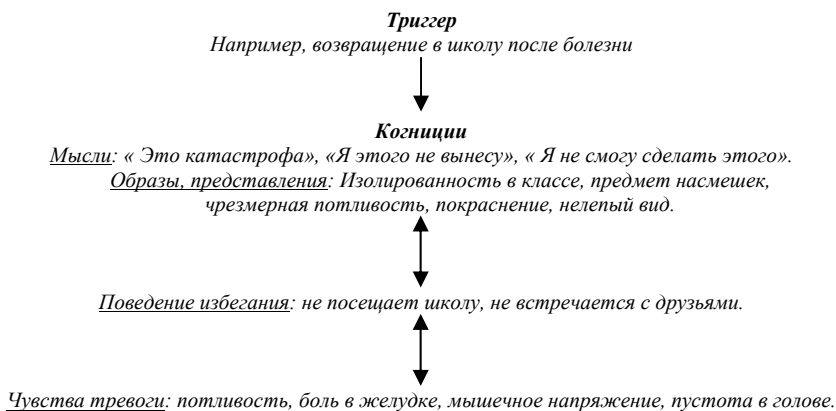 Триггер
Например, возвращение в школу после болезни
Когниции
Мысли: « Это катастрофа», «Я этого не вынесу», « Я не смогу сделать этого».
Образы, представления: Изолированность в классе, предмет насмешек,
чрезмерная потливость, покраснение, нелепый вид.
Поведение избегания: не посещает школу, не встречается с друзьями.
Чувства тревоги: потливость, боль в желудке, мышечное напряжение, пустота в голове.